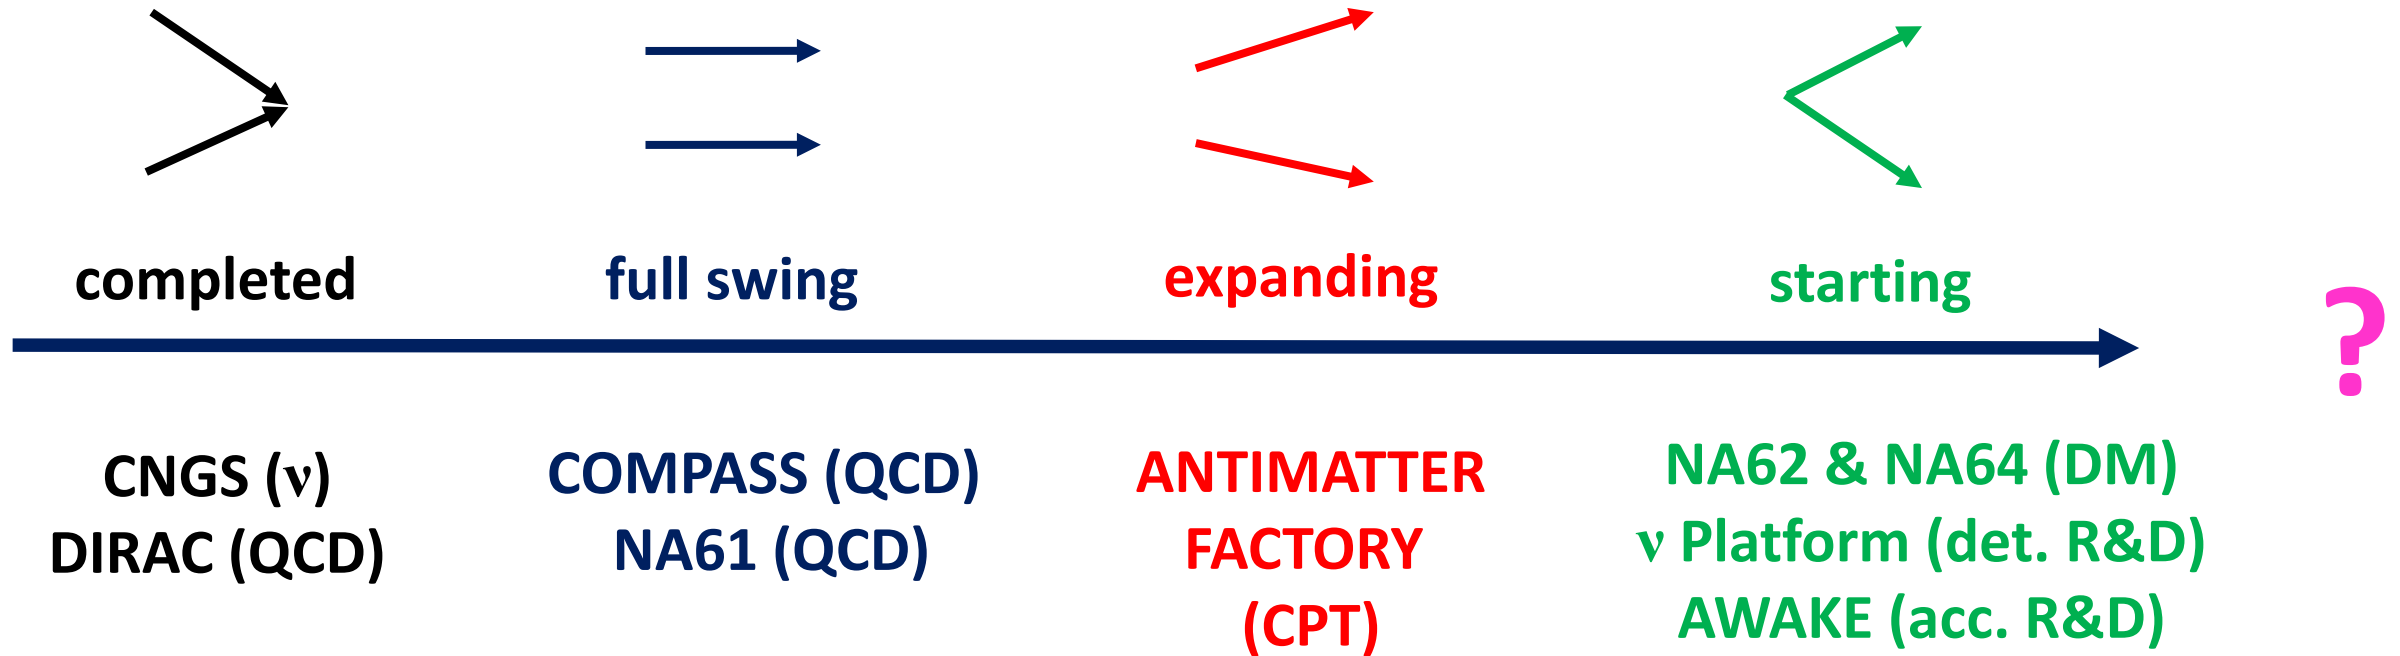 completed
full swing
expanding
starting
?
CNGS (ν)
DIRAC (QCD)
COMPASS (QCD)
NA61 (QCD)
ANTIMATTER
FACTORY
(CPT)
NA62 & NA64 (DM)
ν Platform (det. R&D)
AWAKE (acc. R&D)